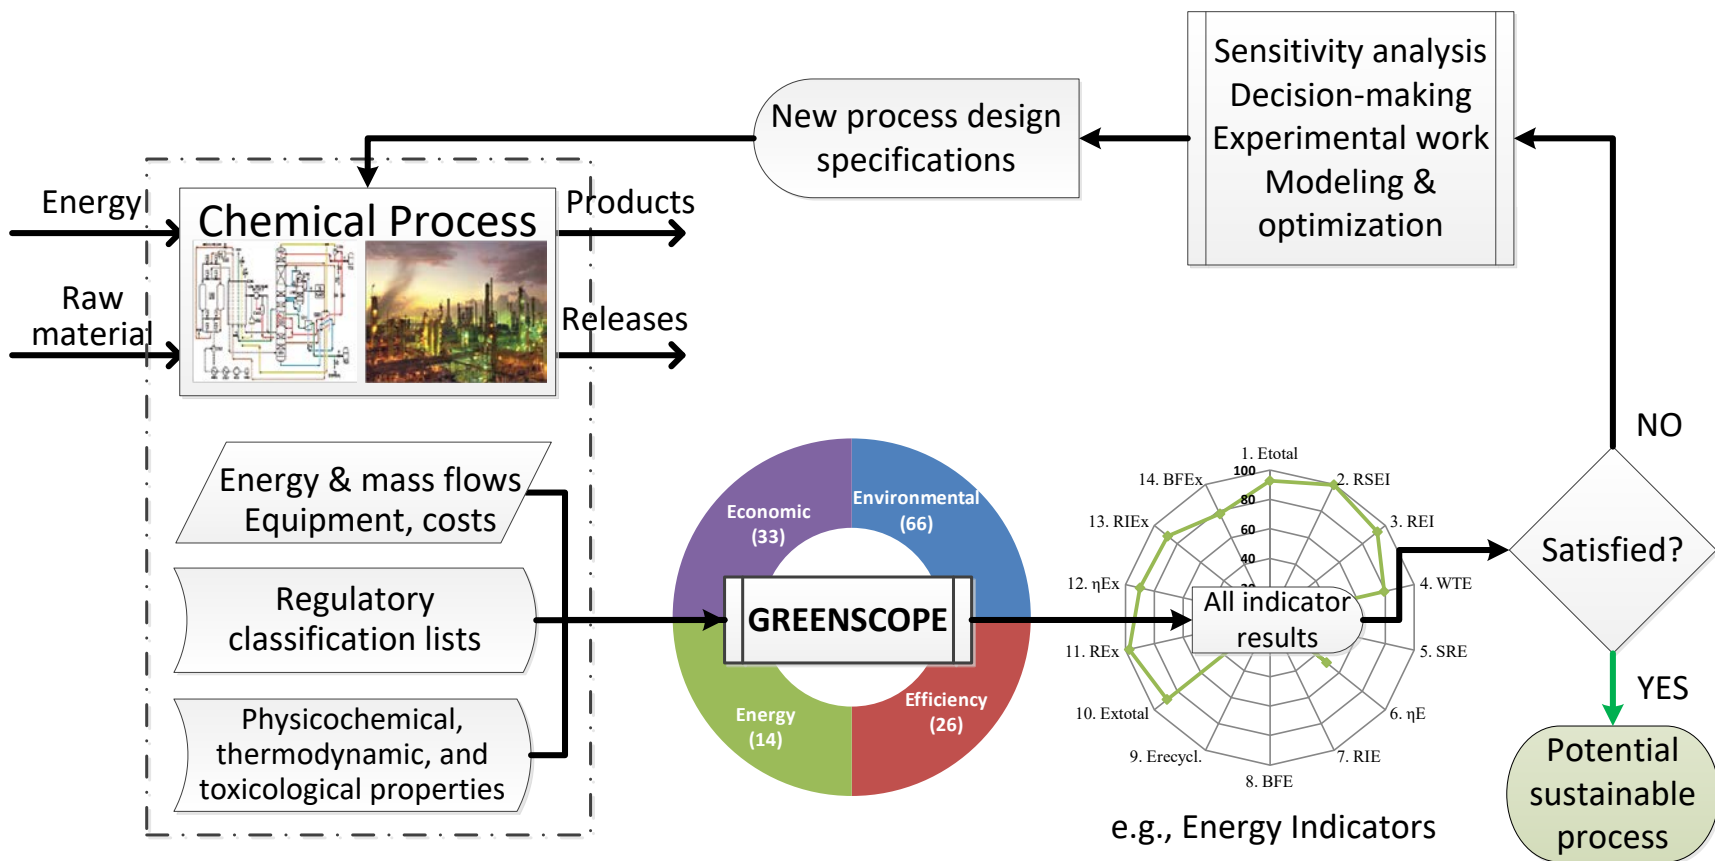 Sensitivity analysis
Decision-making
Experimental work
Modeling &
optimization
New process design
specifications
Energy
Raw
material
Chemical Process
Products
Releases
Energy & mass flows
Equipment, costs
Regulatory
classification lists
Physicochemical,
thermodynamic, and
toxicological properties
Economic
(33)
Environmental
(66)
Energy
(14)
Efficiency
(26)
GREENSCOPE
1. Etotal
2. RSEI
3. REI
4. WTE
5. SRE
6. ηE
7. RIE
8. BFE
9. Erecycl.
10. Extotal
11. REx
12. ηEx
13. RIEx
14. BFEx
100
80
60
40
All indicator
results
e.g., Energy Indicators
Satisfied?
NO
YES
Potential
sustainable
process